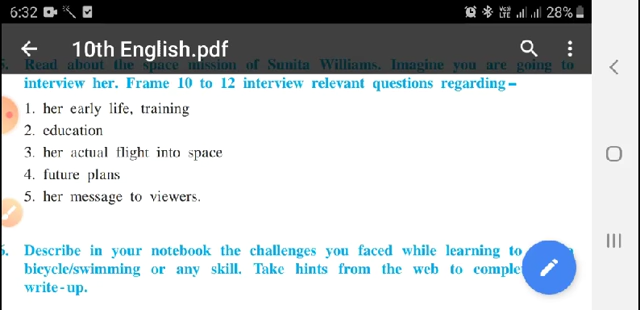 6:32 28%
10th English.pdf
5. Read about the space mission of Sunita Williams. Imagine you are going to
interview her. Frame 10 to 12 interview relevant questions regarding –
1. her early life, training
2. education
3. her actual flight into space
4. future plans
5. her message to viewers.
6. Describe in your notebook the challenges you faced while learning to
bicycle/swimming or any skill. Take hints from the web to comple
write-up.